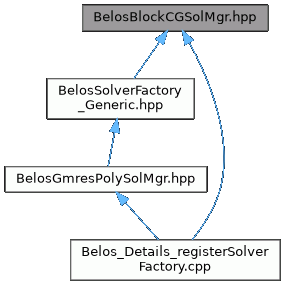 BelosBlockCGSolMgr.hpp
BelosSolverFactory
_Generic.hpp
BelosGmresPolySolMgr.hpp
Belos_Details_registerSolver
Factory.cpp